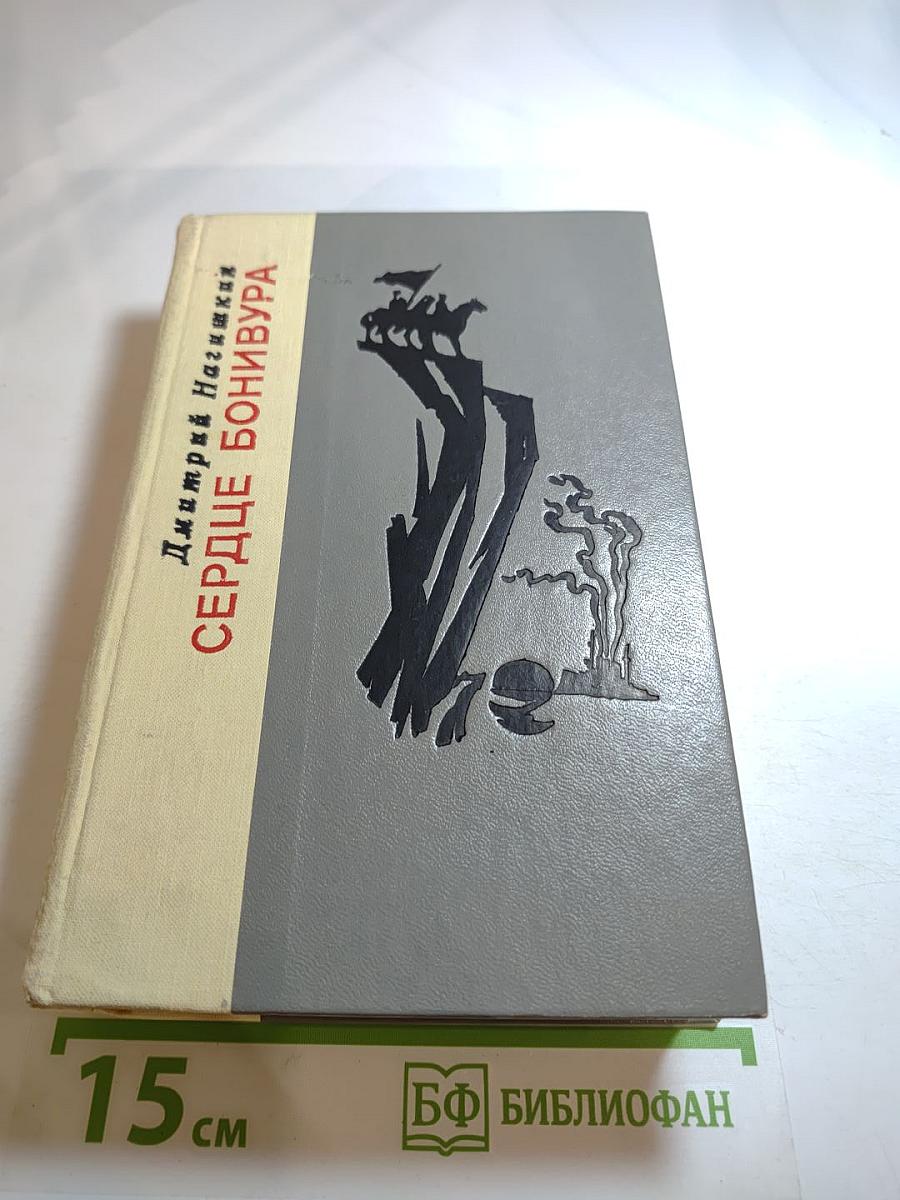 Дмитрий Нагишкин
СЕРДЦЕ БОНИВУРА
15 см
БФ БИБЛИОФАН